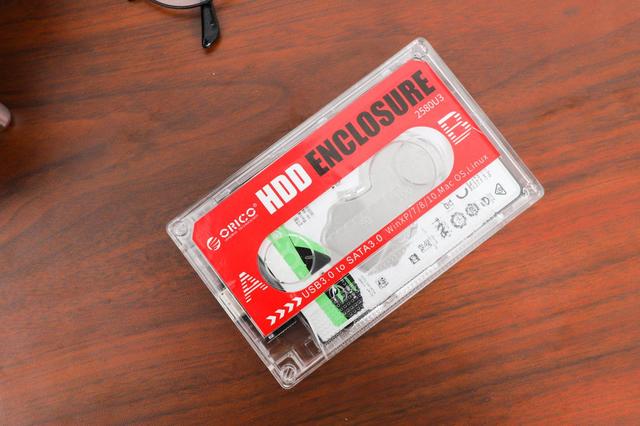 HDD ENCLOSURE
2580U3
ORICO®
A
B
USB3.0 to SATA3.0 WinXP/7/8/10.Mac OS.Linux